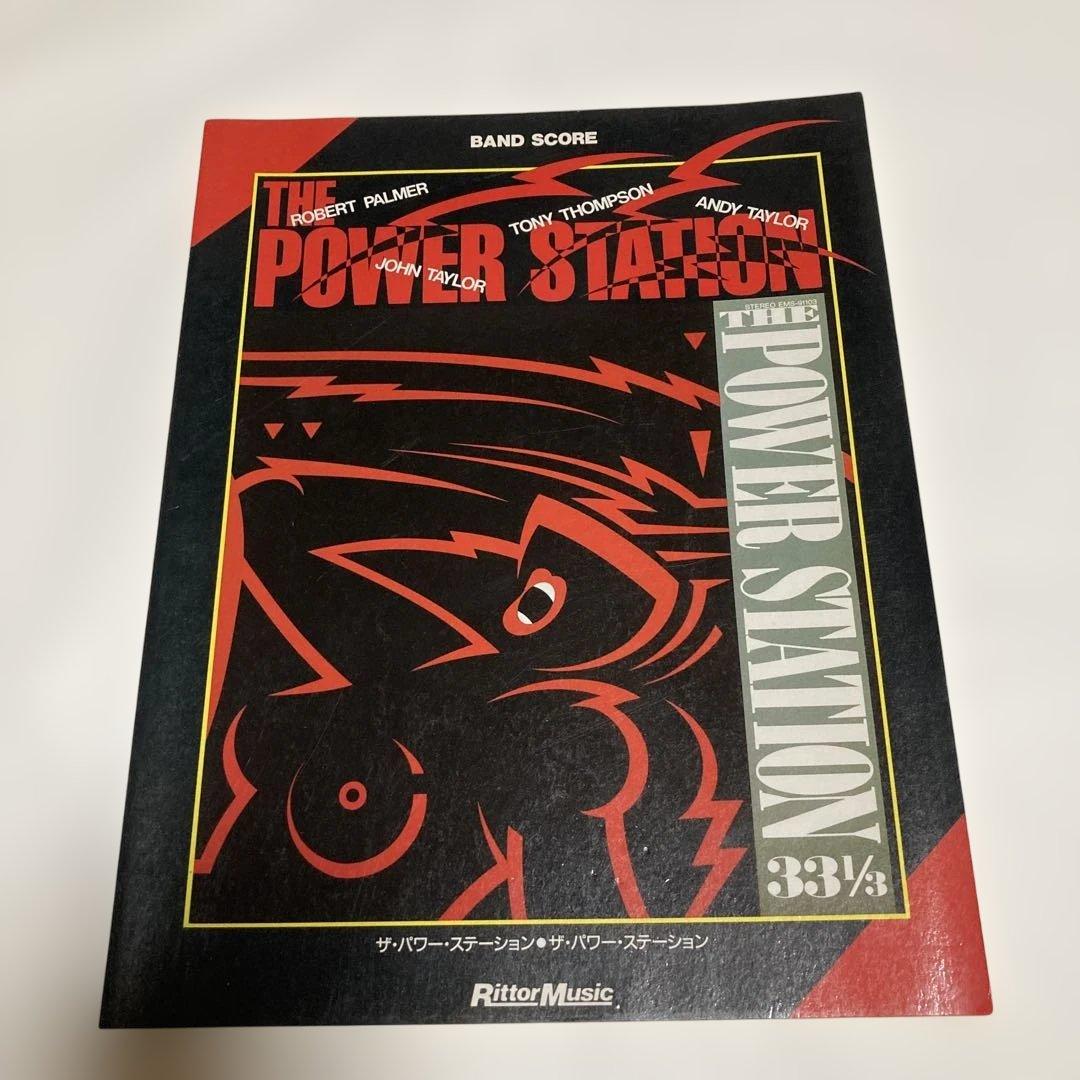 BAND SCORE
THE
POWER STATION
ROBERT PALMER
TONY THOMPSON
ANDY TAYLOR
JOHN TAYLOR
STEREO EMS-91103
THE
POWER STATION
33⅓
ザ・パワー・ステーション●ザ・パワー・ステーション
RittorMusic